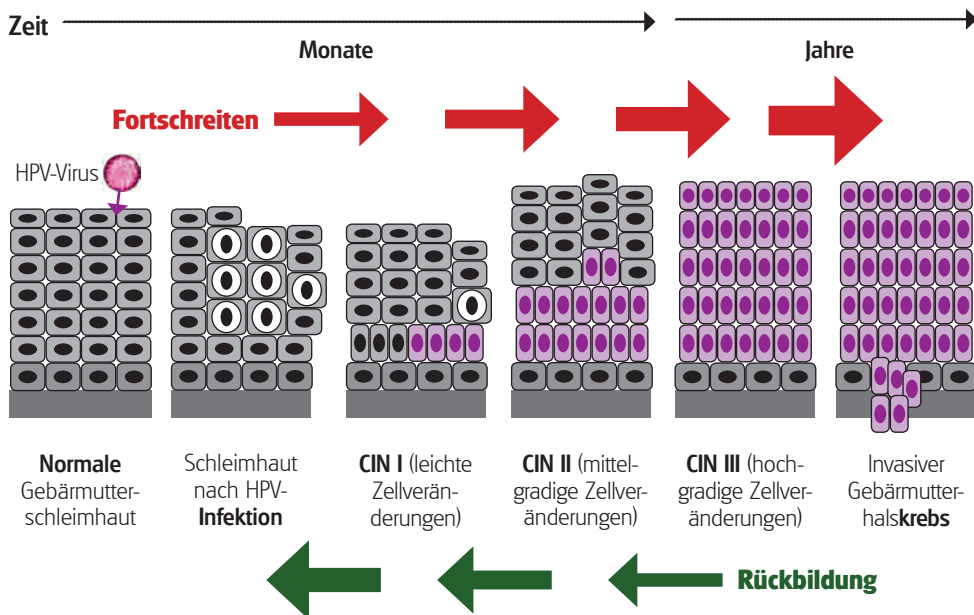 Zeit
Monate
Jahre
Fortschreiten
HPV-Virus
Normale
Gebärmutter-
schleimhaut
Schleimhaut
nach HPV-
Infektion
CIN I (leichte
Zellverän-
derungen)
CIN II (mittel-
gradige Zellver-
änderungen)
CIN III (hoch-
gradige Zellver-
änderungen)
Invasiver
Gebärmutter-
halskrebs
Rückbildung